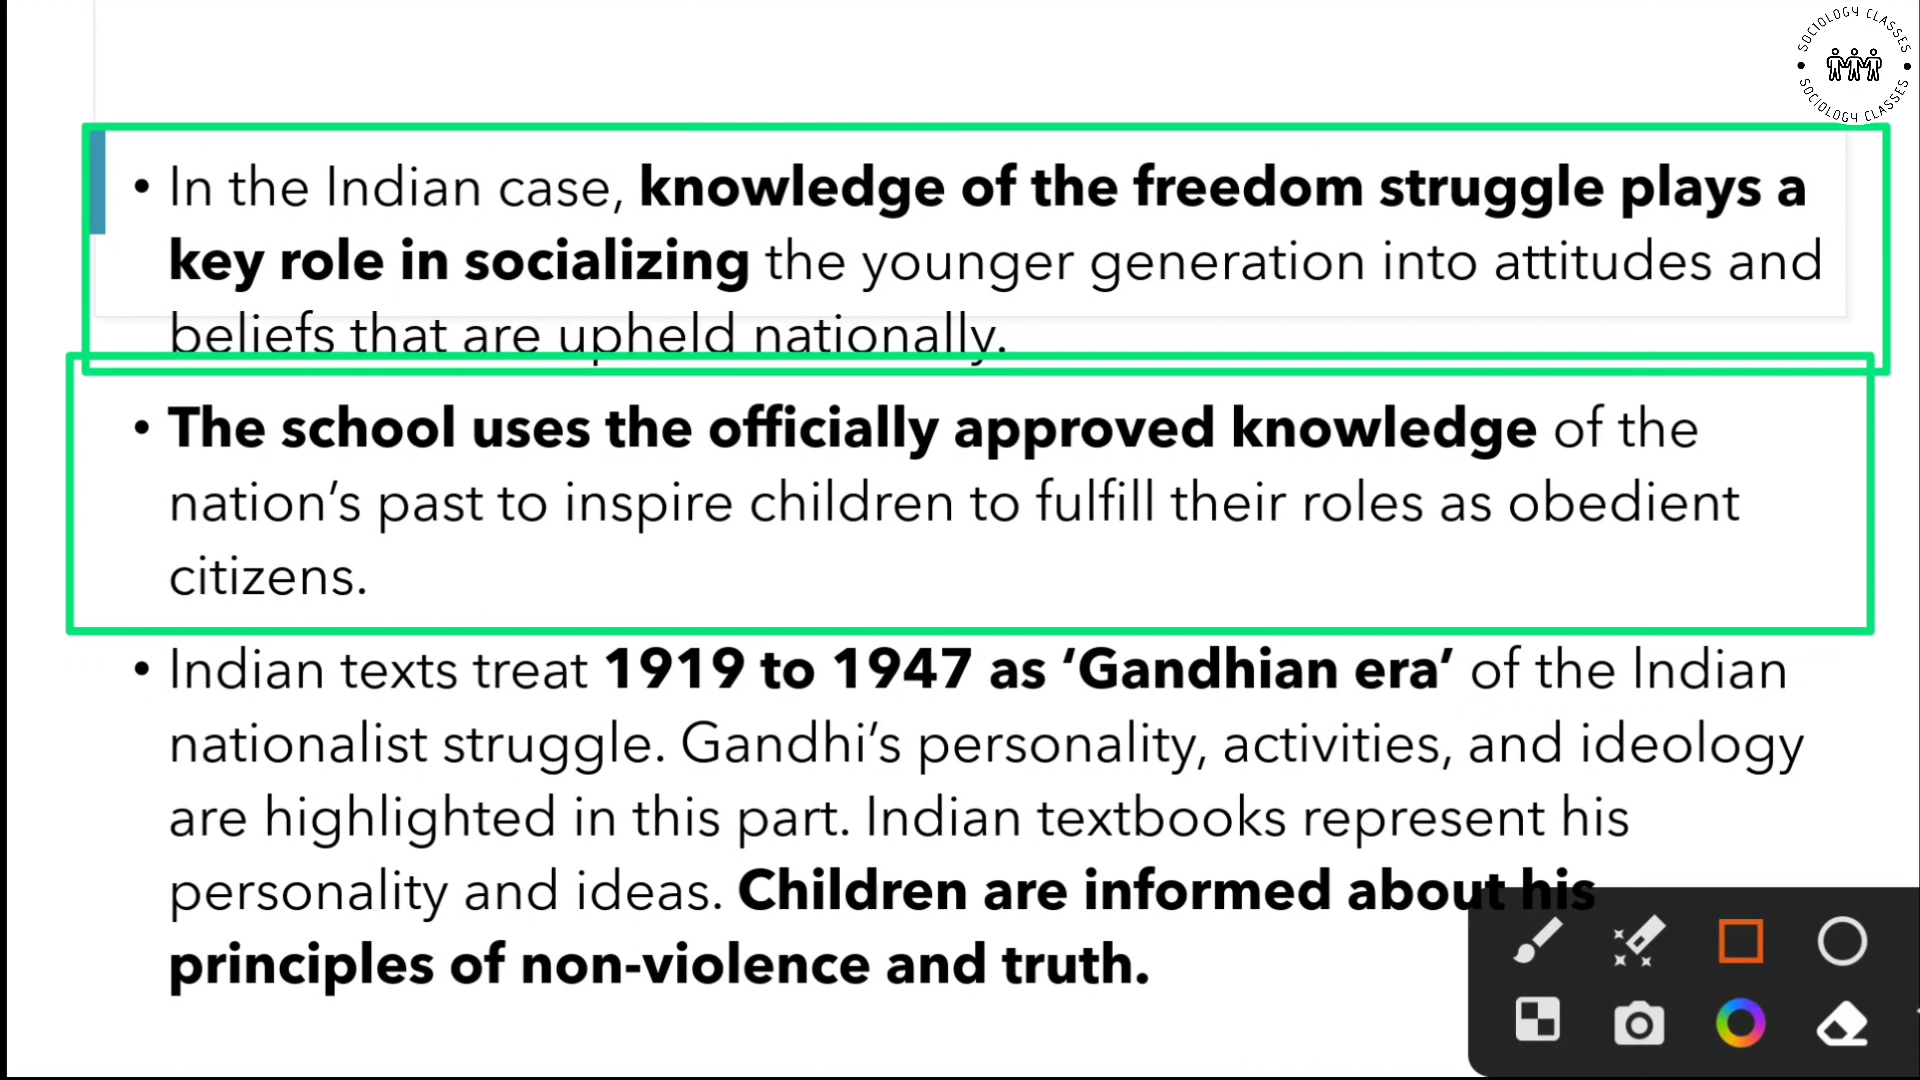 SOCIOLOGY CLASSES
SOCIOLOGY CLASSES
• In the Indian case, knowledge of the freedom struggle plays a
key role in socializing the younger generation into attitudes and
beliefs that are upheld nationally.
• The school uses the officially approved knowledge of the
nation’s past to inspire children to fulfill their roles as obedient
citizens.
• Indian texts treat 1919 to 1947 as ‘Gandhian era’ of the Indian
nationalist struggle. Gandhi’s personality, activities, and ideology
are highlighted in this part. Indian textbooks represent his
personality and ideas. Children are informed about his
principles of non-violence and truth.